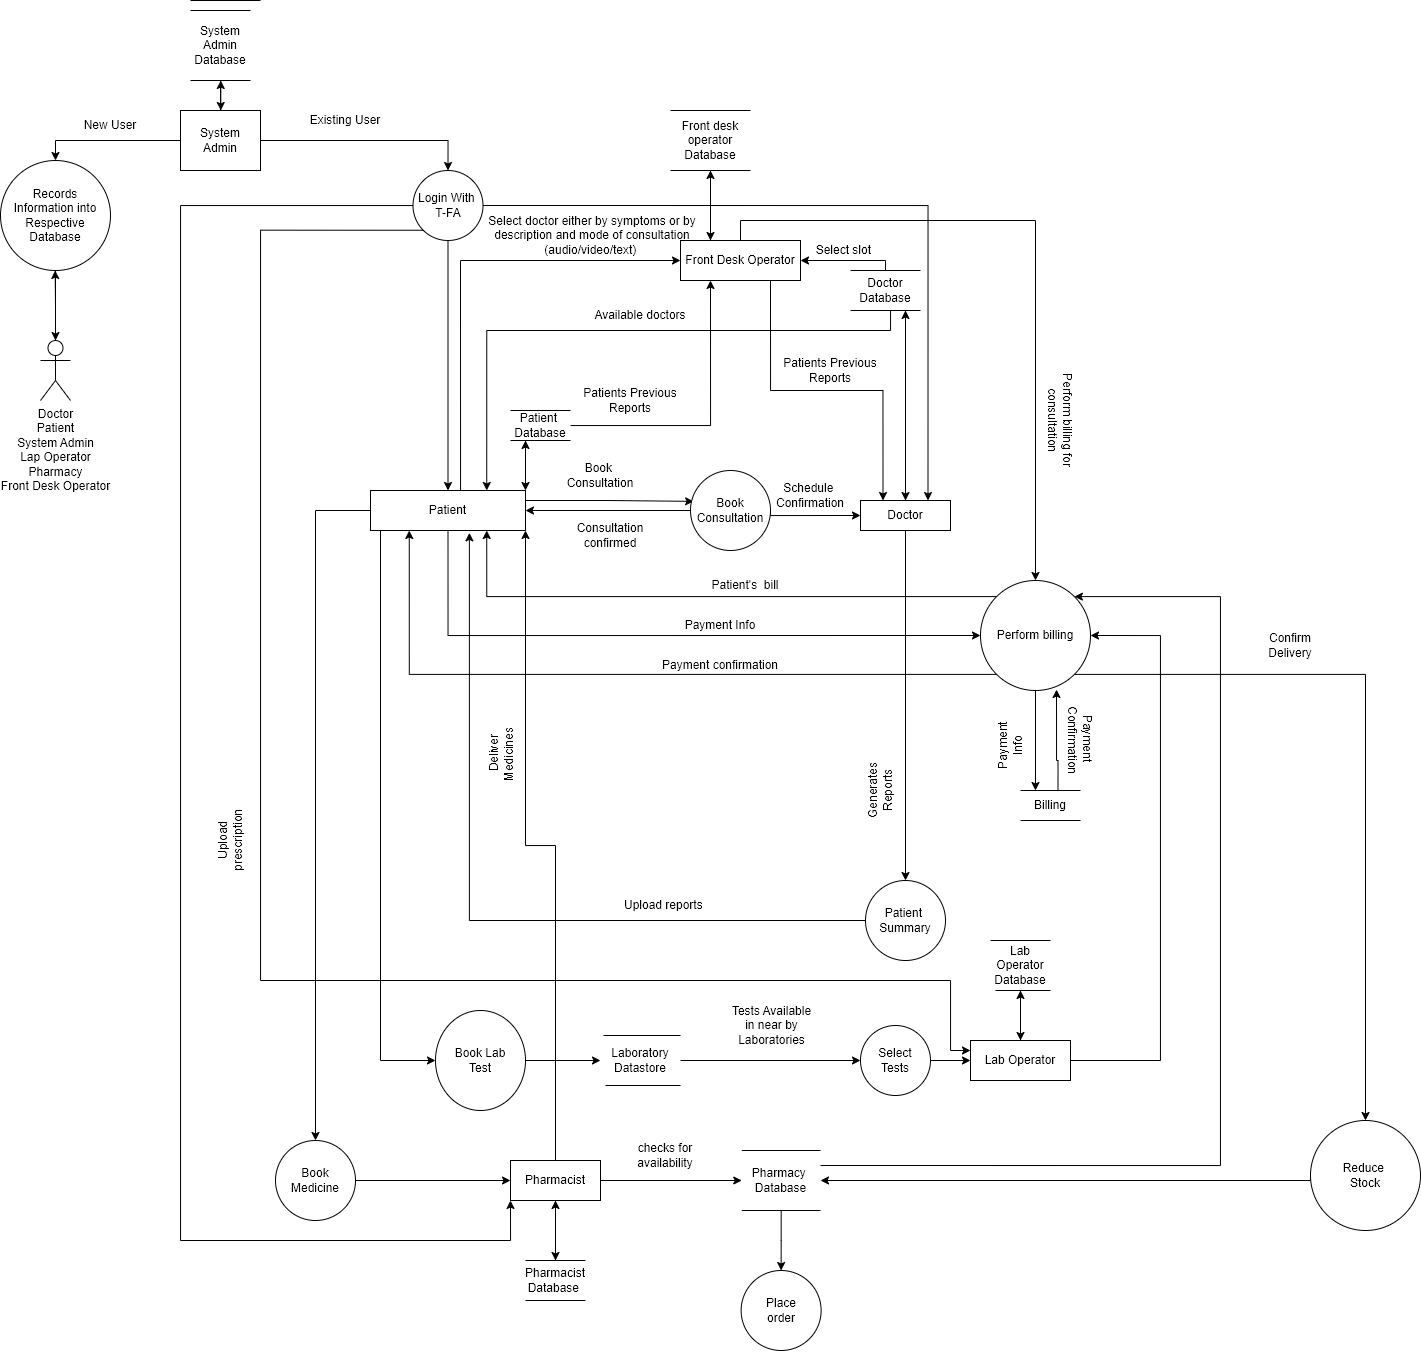 System
Admin
Database
New User
System
Admin
Existing User
Front desk
operator
Database
Records
Information into
Respective
Database
Login With
T-FA
Select doctor either by symptoms or by
description and mode of consultation
(audio/video/text)
Front Desk Operator
Select slot
Doctor
Database
Available doctors
Patients Previous
Reports
Patients Previous
Reports
Perform billing for
consultation
Doctor
Patient
System Admin
Lap Operator
Pharmacy
Front Desk Operator
Patient
Database
Book
Consultation
Patient
Book
Consultation
Schedule
Confirmation
Doctor
Consultation
confirmed
Patient's  bill
Payment Info
Perform billing
Confirm
Delivery
Payment confirmation
Deliver
Medicines
Payment
Info
Payment
Confirmation
Generates
Reports
Billing
Upload
prescription
Upload reports
Patient
Summary
Lab
Operator
Database
Tests Available
in near by
Laboratories
Book Lab
Test
Laboratory
Datastore
Select
Tests
Lab Operator
checks for
availability
Book
Medicine
Pharmacist
Pharmacy
Database
Reduce
Stock
Pharmacist
Database
Place
order